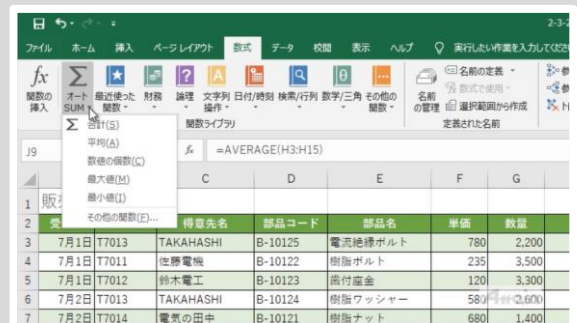 2-3-2
ファイル ホーム 挿入 ページ レイアウト 数式 データ 校閲 表示 ヘルプ 実行したい作業を入力してくださ
fx Σ ? A θ
関数の 挿入 オート SUM 最近使った 関数 財務 論理 文字列 操作 日付/時刻 検索/行列 数学/三角 その他の 関数 名前 の管理 名前の定義 数式で使用 選択範囲から作成
関数ライブラリ 定義された名前
Σ 合計(S)
平均(A)
数値の個数(C)
最大値(M)
最小値(I)
その他の関数(F)...
J9 fx =AVERAGE(H3:H15)
C D E F G
1 販
2 受 得意先名 部品コード 部品名 単価 数量
3 7月1日 T7013 TAKAHASHI B-10125 電流絶縁ボルト 780 2,200
4 7月1日 T7011 佐藤電機 B-10122 樹脂ボルト 235 3,500
5 7月1日 T7012 鈴木電工 B-10123 歯付座金 120 3,300
6 7月2日 T7013 TAKAHASHI B-10124 樹脂ワッシャー 580 2,600
7 7月2日 T7014 電気の田中 B-10121 樹脂ナット 680 1,400